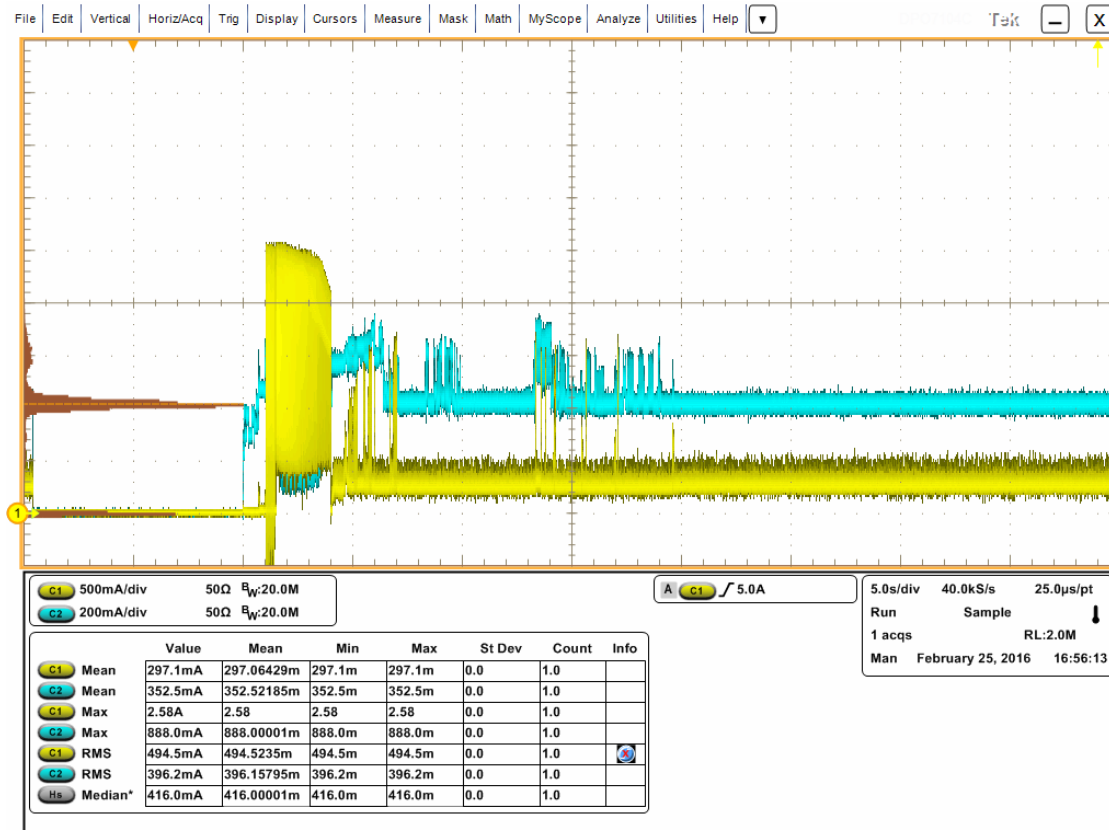 File Edit Vertical Horiz/Acq Trig Display Cursors Measure Mask Math MyScope Analyze Utilities Help Tek X
1
C1 500mA/div 50Ω BW:20.0M
C2 200mA/div 50Ω BW:20.0M
A C1 5.0A
5.0s/div 40.0kS/s 25.0µs/pt
Run Sample
1 acqs RL:2.0M
Man February 25, 2016 16:56:13
Value Mean Min Max St Dev Count Info
C1 Mean 297.1mA 297.06429m 297.1m 297.1m 0.0 1.0
C2 Mean 352.5mA 352.52185m 352.5m 352.5m 0.0 1.0
C1 Max 2.58A 2.58 2.58 2.58 0.0 1.0
C2 Max 888.0mA 888.00001m 888.0m 888.0m 0.0 1.0
C1 RMS 494.5mA 494.5235m 494.5m 494.5m 0.0 1.0
C2 RMS 396.2mA 396.15795m 396.2m 396.2m 0.0 1.0
Hs Median* 416.0mA 416.00001m 416.0m 416.0m 0.0 1.0